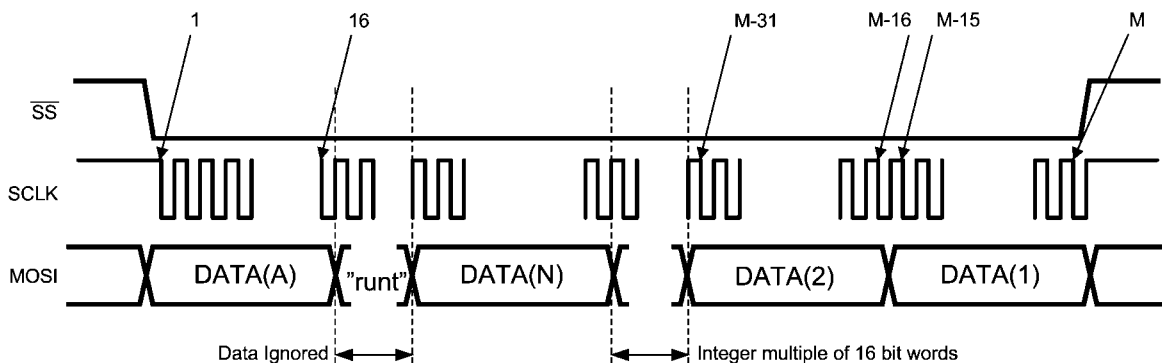 1 16 M-31 M-16 M-15 M
SS
SCLK
MOSI DATA(A) "runt" DATA(N) DATA(2) DATA(1)
Data Ignored Integer multiple of 16 bit words